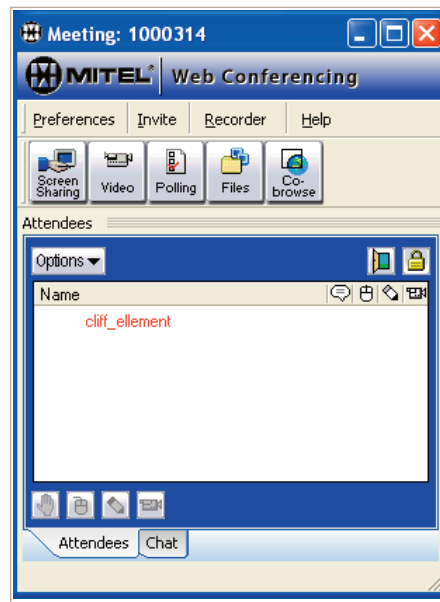 Meeting: 1000314
MITEL® Web Conferencing
Preferences Invite Recorder Help
Screen Sharing Video Polling Files Co-browse
Attendees
Options
Name
cliff_ellement
Attendees Chat